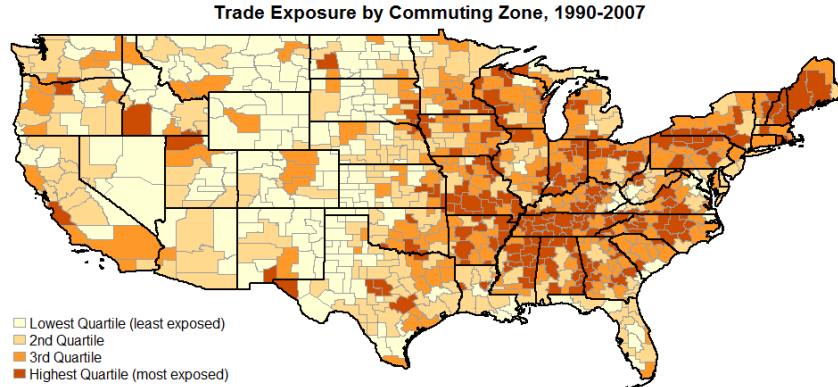 Trade Exposure by Commuting Zone, 1990-2007
Lowest Quartile (least exposed)
2nd Quartile
3rd Quartile
Highest Quartile (most exposed)